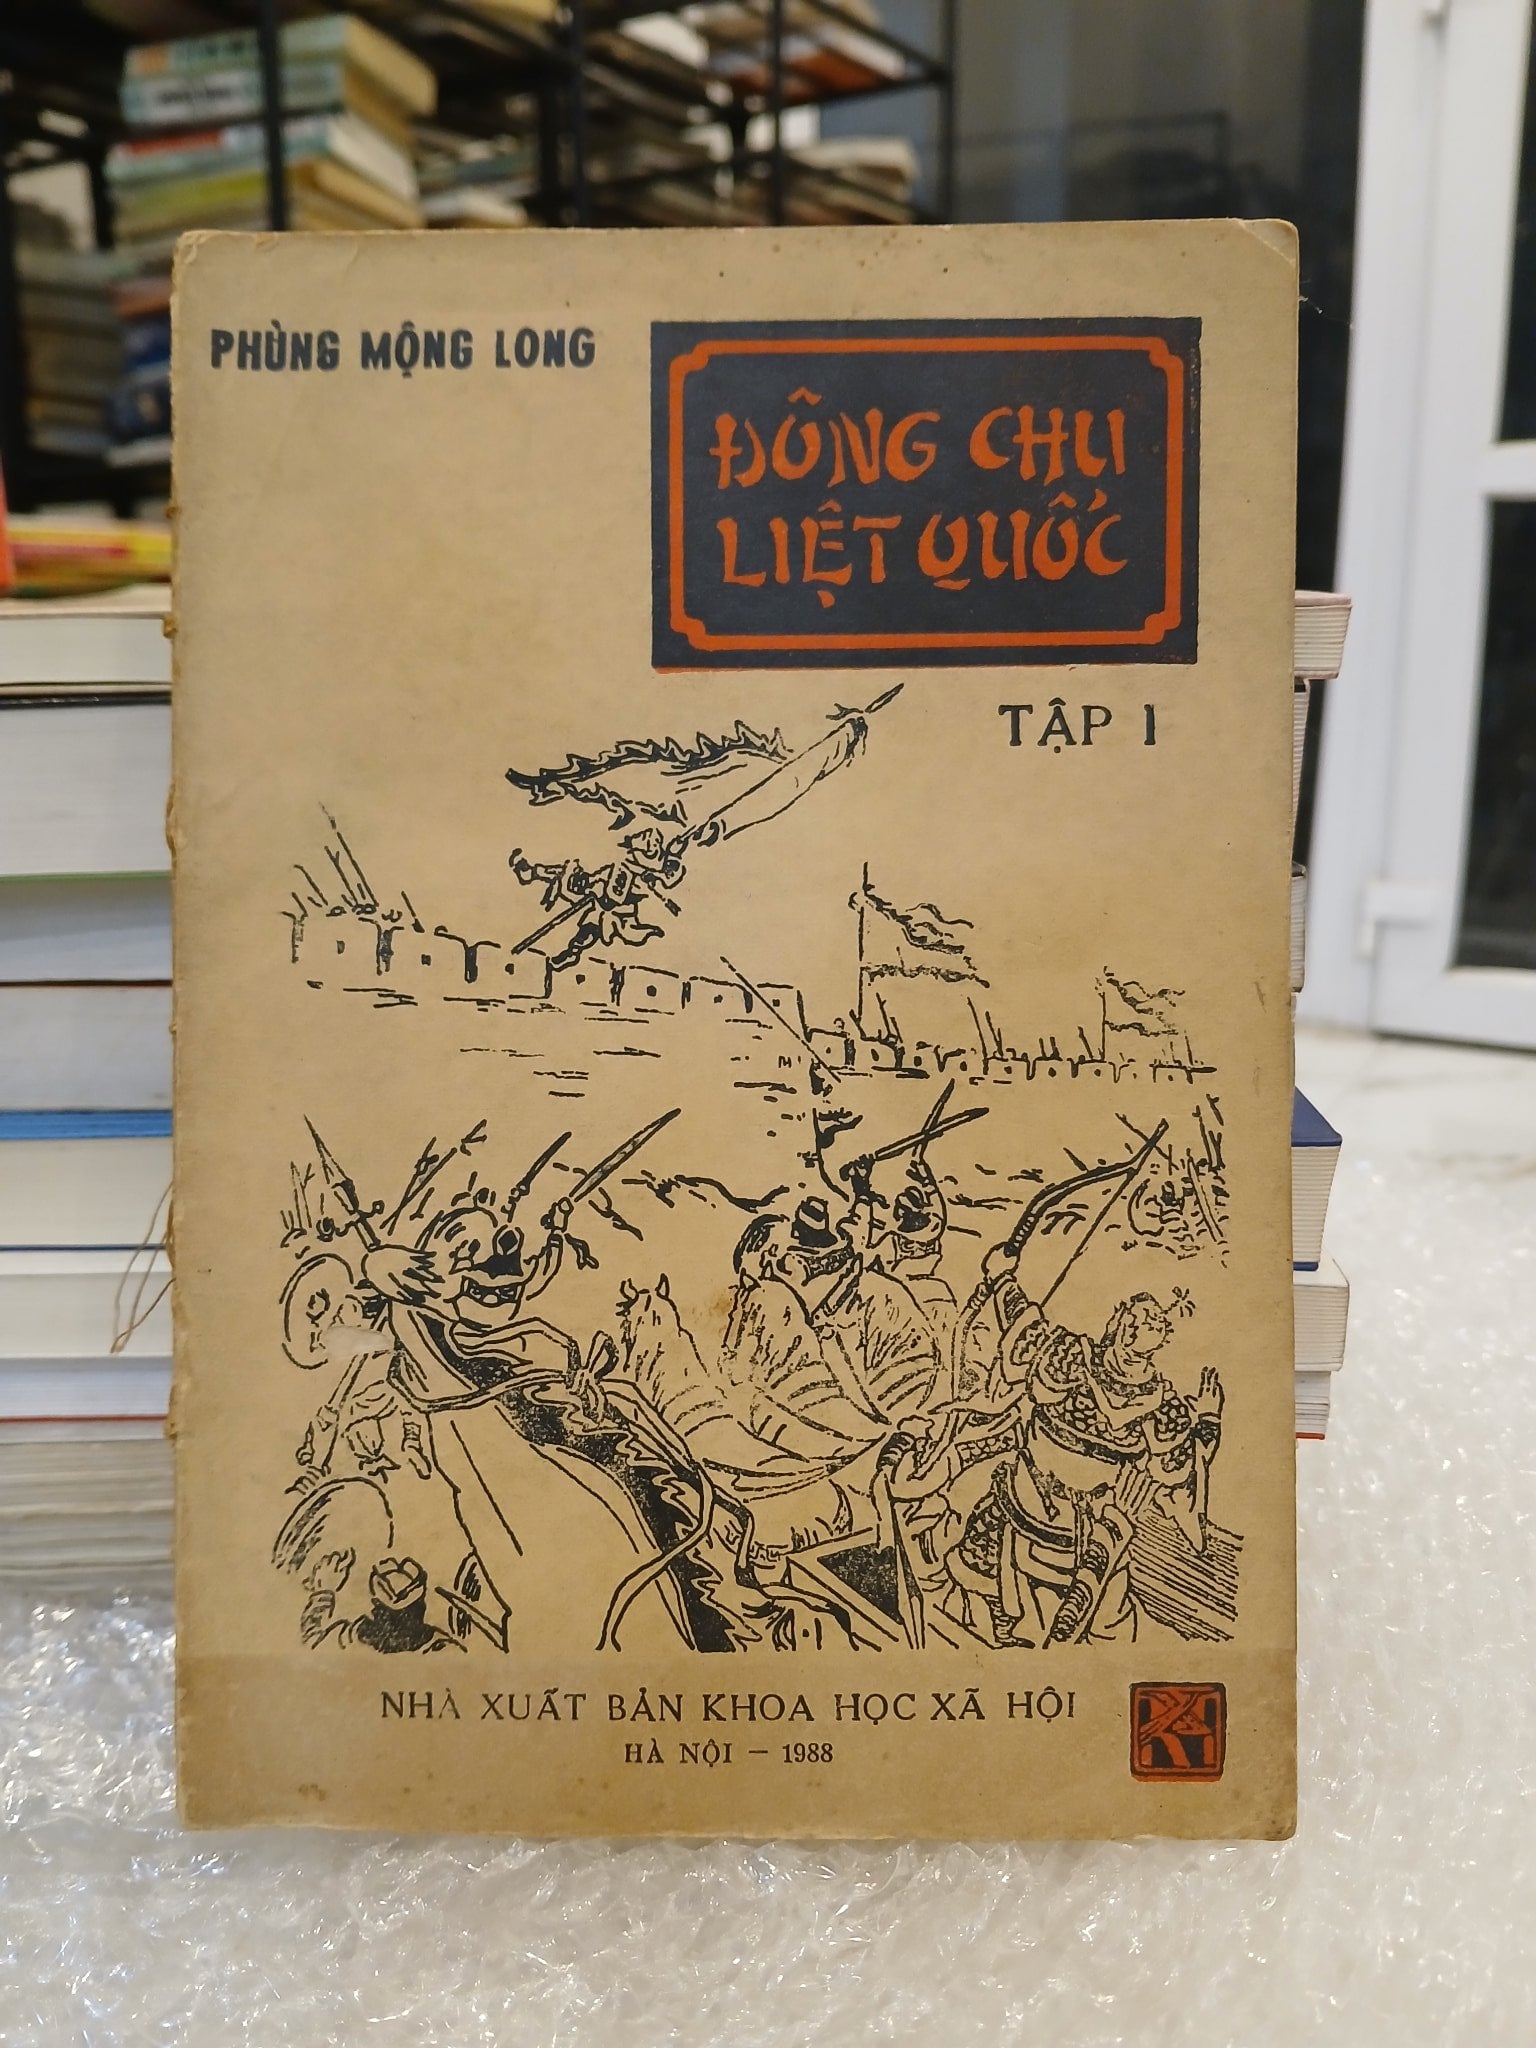 PHÙNG MỘNG LONG
ĐÔNG CHU
LIỆT QUỐC
TẬP I
NHÀ XUẤT BẢN KHOA HỌC XÃ HỘI
HÀ NỘI - 1988